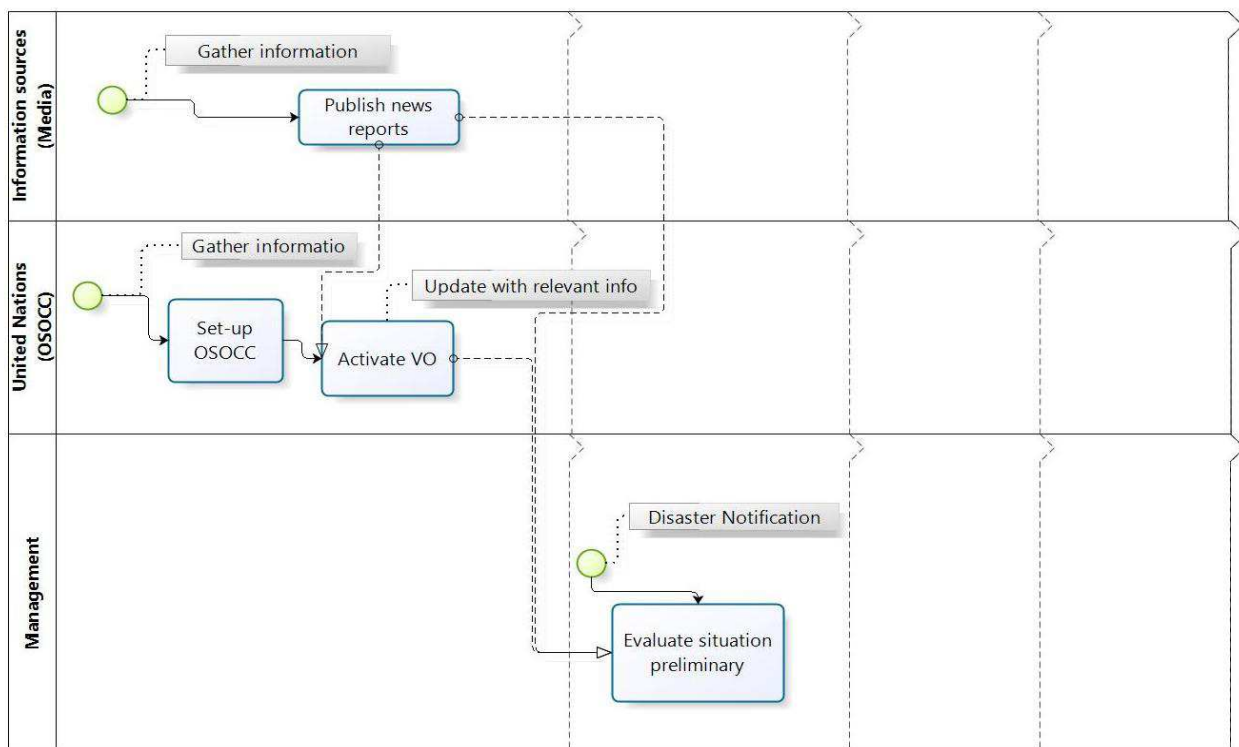 Information sources
(Media)
Gather information
Publish news
reports
United Nations
(OSOCC)
Gather informatio
Update with relevant info
Set-up
OSOCC
Activate VO
Management
Disaster Notification
Evaluate situation
preliminary